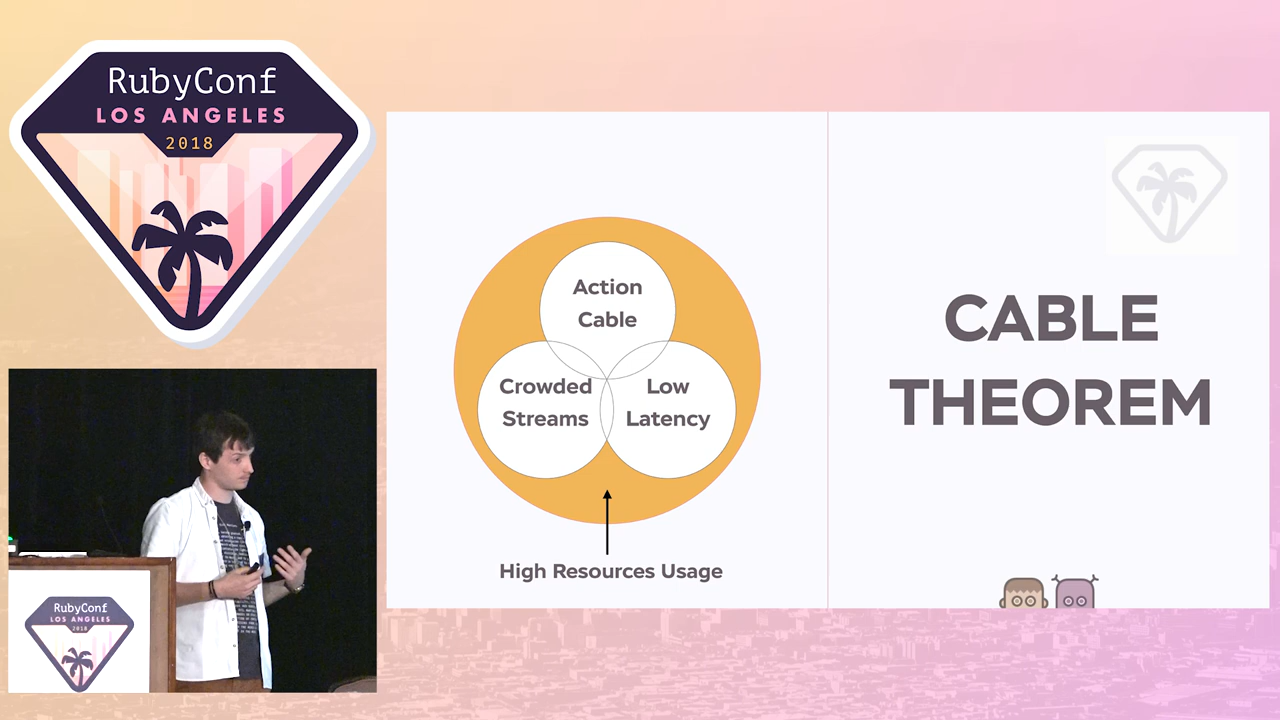 RubyConf
LOS ANGELES
2018
Action
Cable
Crowded
Streams
Low
Latency
High Resources Usage
CABLE
THEOREM
RubyConf
LOS ANGELES
2018